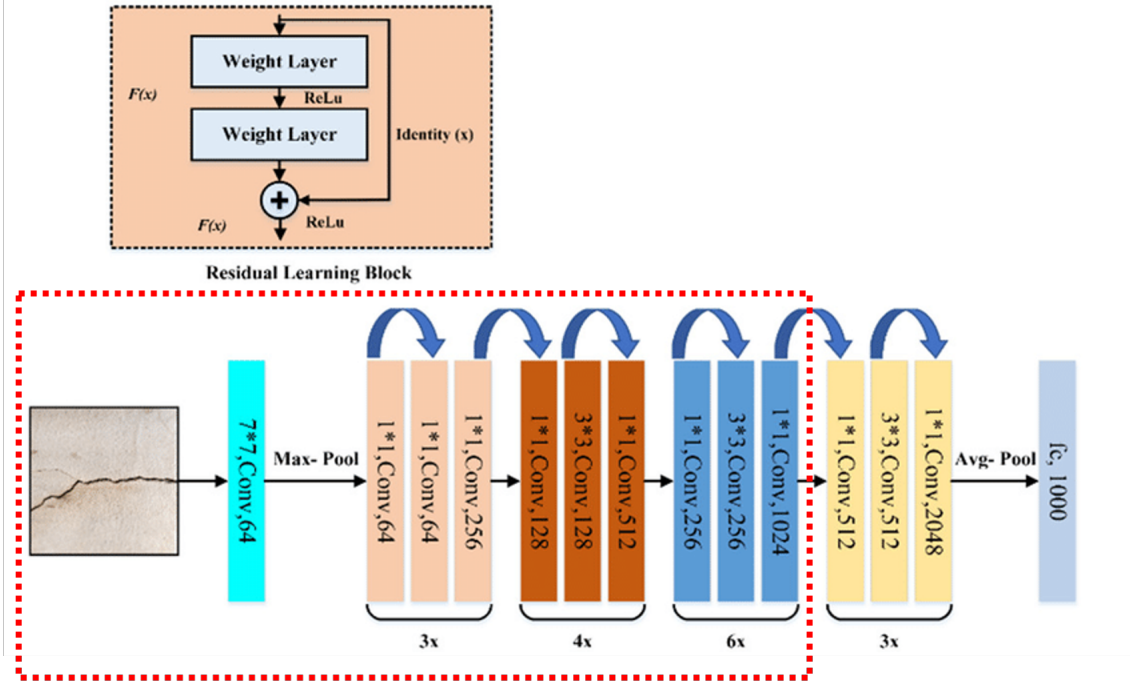 Weight Layer
F(x)
ReLu
Weight Layer
Identity (x)
+
F(x)
ReLu
Residual Learning Block
7*7,Conv,64
Max- Pool
1*1,Conv,64
1*1,Conv,64
1*1,Conv,256
3x
1*1,Conv,128
3*3,Conv,128
1*1,Conv,512
4x
1*1,Conv,256
3*3,Conv,256
1*1,Conv,1024
6x
1*1,Conv,512
3*3,Conv,512
1*1,Conv,2048
3x
Avg- Pool
fc, 1000